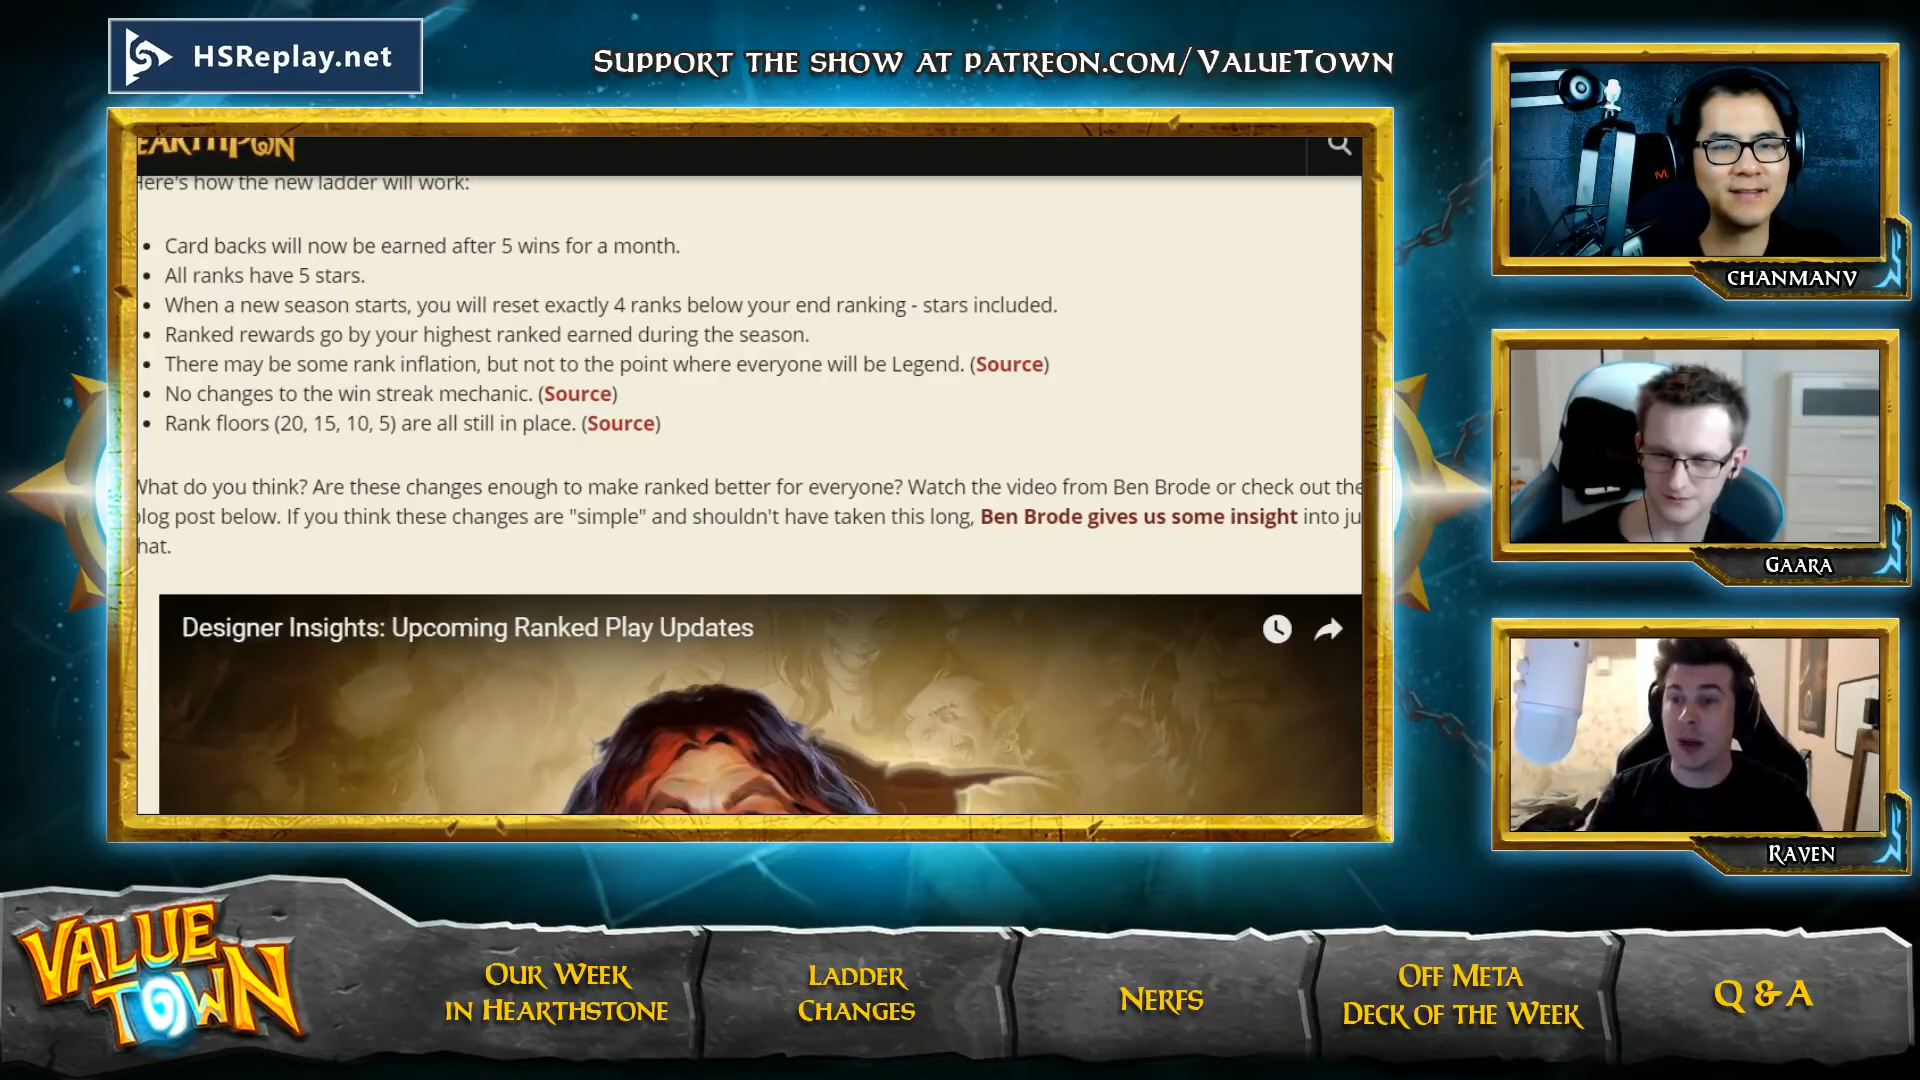 HSReplay.net
Support the show at patreon.com/ValueTown
EARTHPWN
Here's how the new ladder will work:
Card backs will now be earned after 5 wins for a month.
All ranks have 5 stars.
When a new season starts, you will reset exactly 4 ranks below your end ranking - stars included.
Ranked rewards go by your highest ranked earned during the season.
There may be some rank inflation, but not to the point where everyone will be Legend. (Source)
No changes to the win streak mechanic. (Source)
Rank floors (20, 15, 10, 5) are all still in place. (Source)
What do you think? Are these changes enough to make ranked better for everyone? Watch the video from Ben Brode or check out the
blog post below. If you think these changes are "simple" and shouldn't have taken this long, Ben Brode gives us some insight into ju
hat.
Designer Insights: Upcoming Ranked Play Updates
chanmanv
Gaara
Raven
Value
Town
Our Week
in Hearthstone
Ladder
Changes
Nerfs
Off Meta
Deck of the Week
Q & A